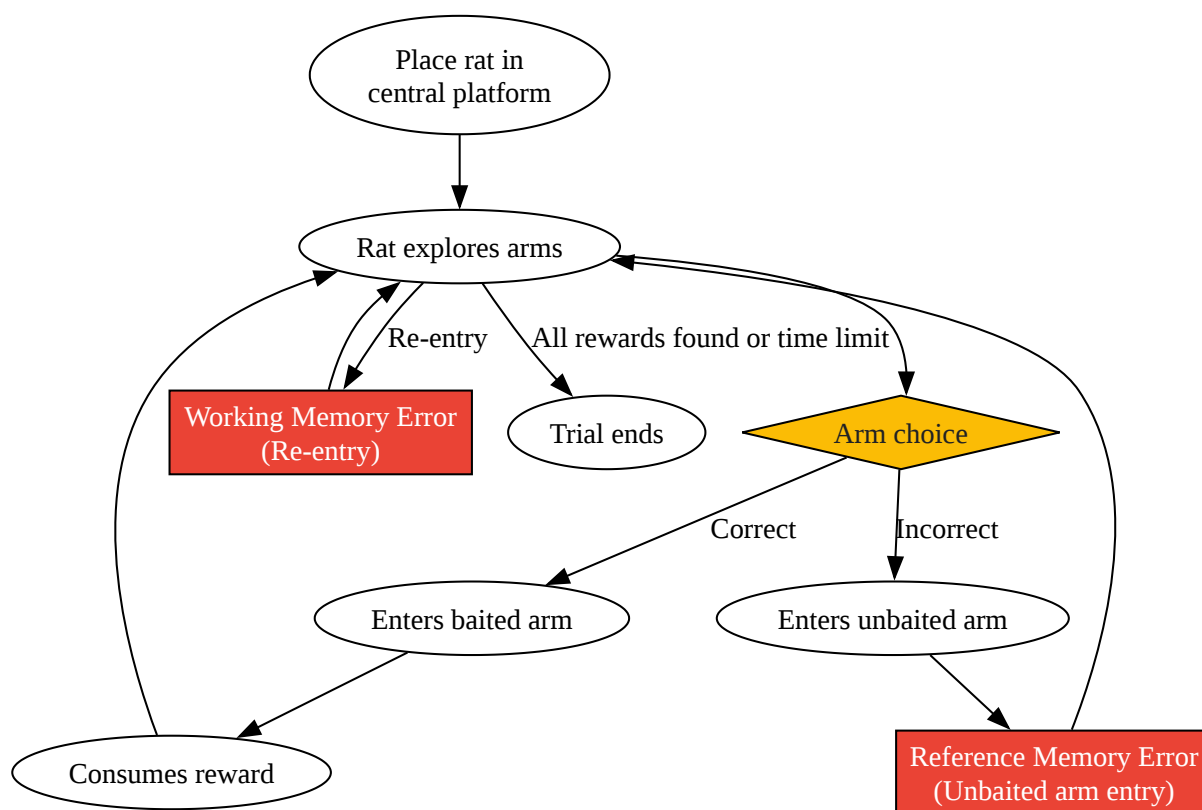 Place rat in
central platform
Rat explores arms
Re-entry
All rewards found or time limit
Working Memory Error
(Re-entry)
Trial ends
Arm choice
Correct
Incorrect
Enters baited arm
Enters unbaited arm
Consumes reward
Reference Memory Error
(Unbaited arm entry)